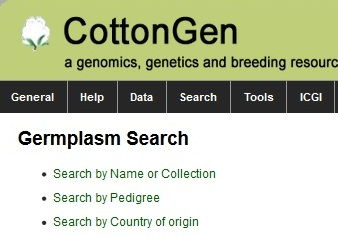 CottonGen
a genomics, genetics and breeding resourc
General Help Data Search Tools ICGI
Germplasm Search
Search by Name or Collection
Search by Pedigree
Search by Country of origin